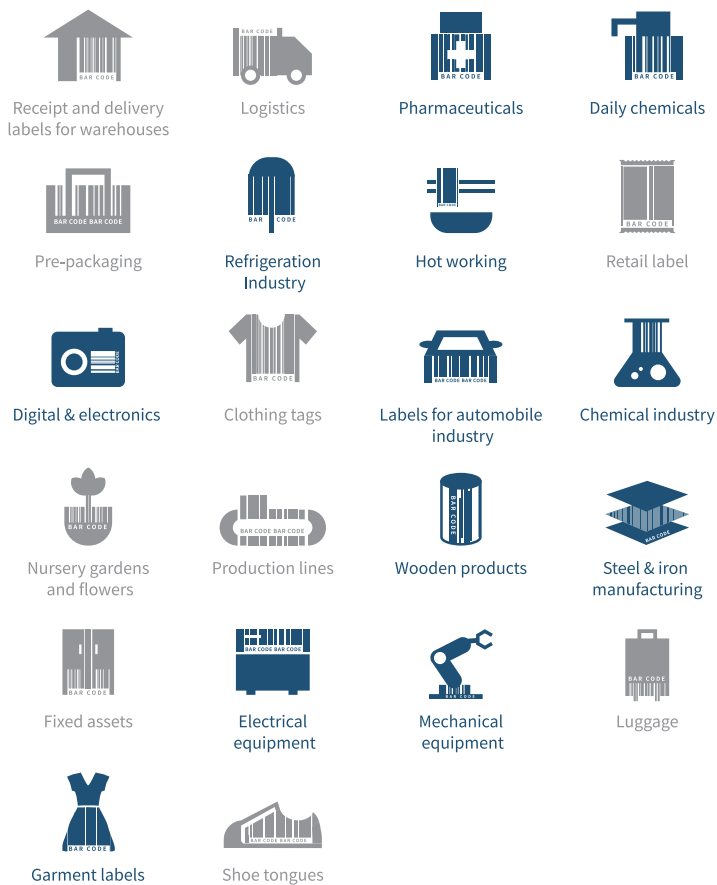 BAR CODE
BAR CODE
BAR CODE
BAR CODE
Receipt and delivery
labels for warehouses
Logistics
Pharmaceuticals
Daily chemicals
BAR CODE BAR CODE
BAR CODE
BAR CODE
BAR CODE
Pre-packaging
Refrigeration
Industry
Hot working
Retail label
BAR CODE
BAR CODE
BAR CODE BAR CODE
Digital & electronics
Clothing tags
Labels for automobile
industry
Chemical industry
BAR CODE
BAR CODE BAR CODE
BAR CODE
BAR CODE
Nursery gardens
and flowers
Production lines
Wooden products
Steel & iron
manufacturing
BAR CODE
BAR CODE BAR CODE
BAR CODE
BAR CODE
Fixed assets
Electrical
equipment
Mechanical
equipment
Luggage
BAR CODE
BAR CODE BAR CODE
Garment labels
Shoe tongues